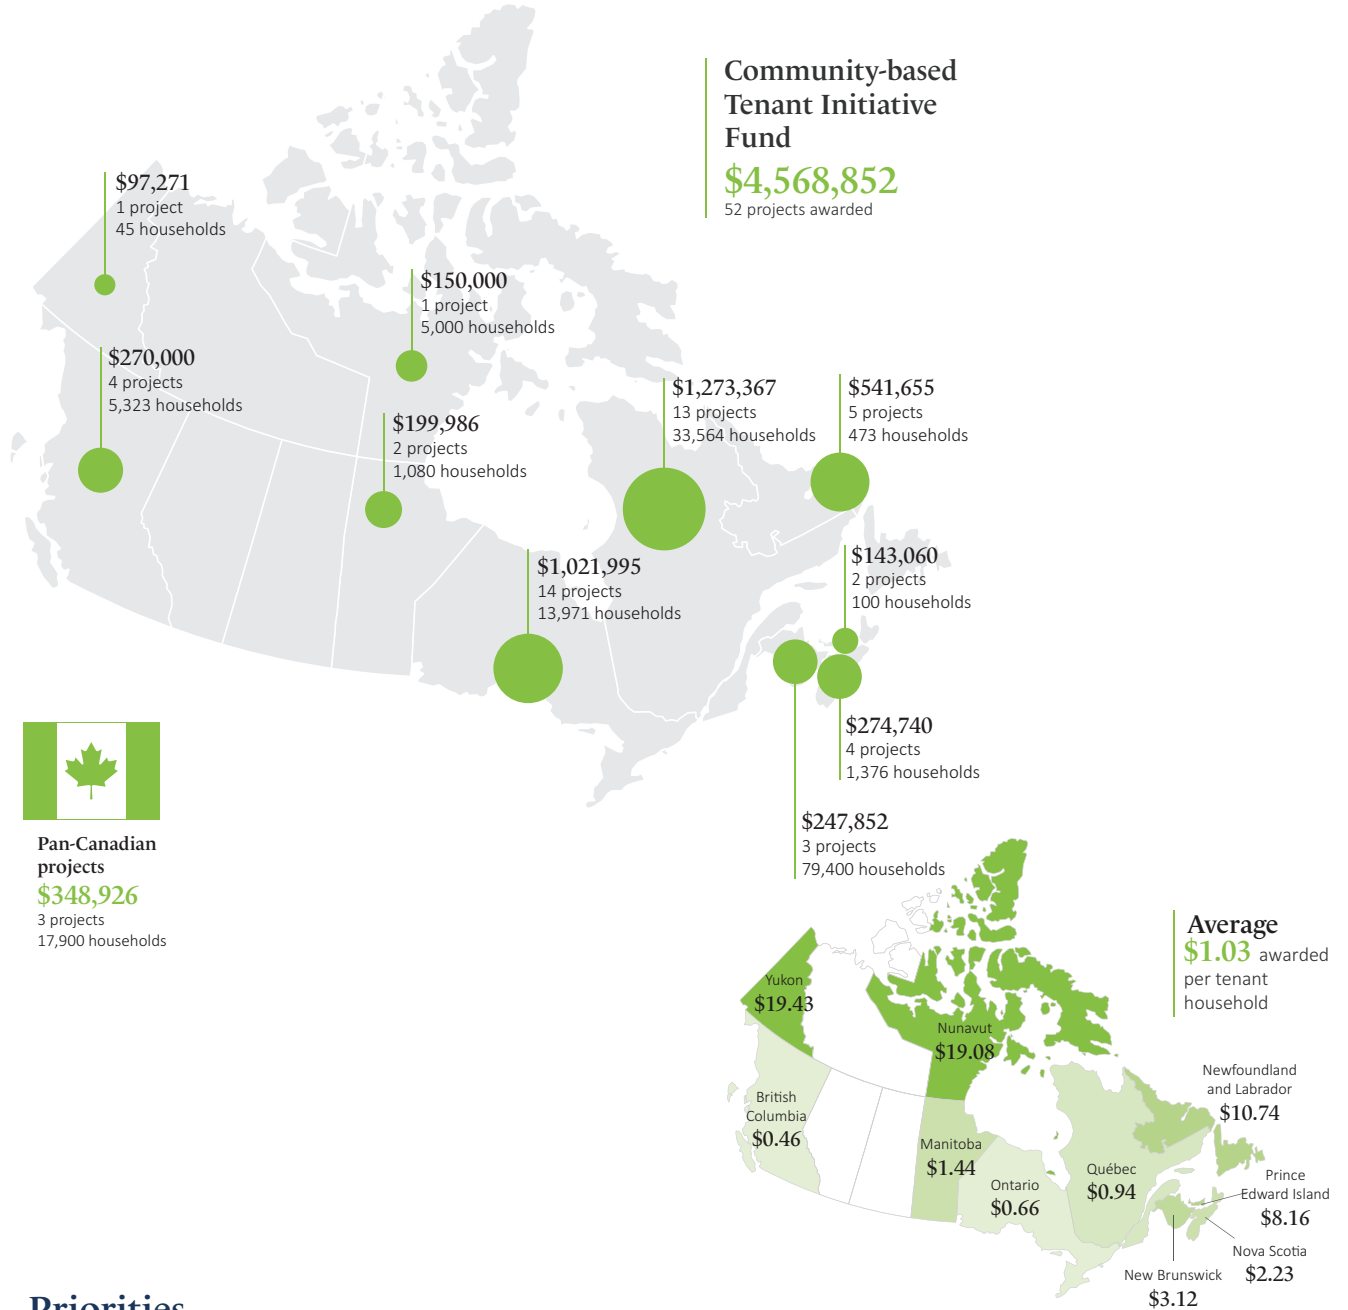 Community-based
Tenant Initiative
Fund
$4,568,852
52 projects awarded
$97,271
1 project
45 households
$150,000
1 project
5,000 households
$270,000
4 projects
5,323 households
$199,986
2 projects
1,080 households
$1,273,367
13 projects
33,564 households
$541,655
5 projects
473 households
$1,021,995
14 projects
13,971 households
$143,060
2 projects
100 households
$274,740
4 projects
1,376 households
$247,852
3 projects
79,400 households
Pan-Canadian
projects
$348,926
3 projects
17,900 households
Average
$1.03 awarded
per tenant
household
Yukon
$19.43
Nunavut
$19.08
British
Columbia
$0.46
Manitoba
$1.44
Ontario
$0.66
Québec
$0.94
Newfoundland
and Labrador
$10.74
Prince
Edward Island
$8.16
Nova Scotia
$2.23
New Brunswick
$3.12
Priorities